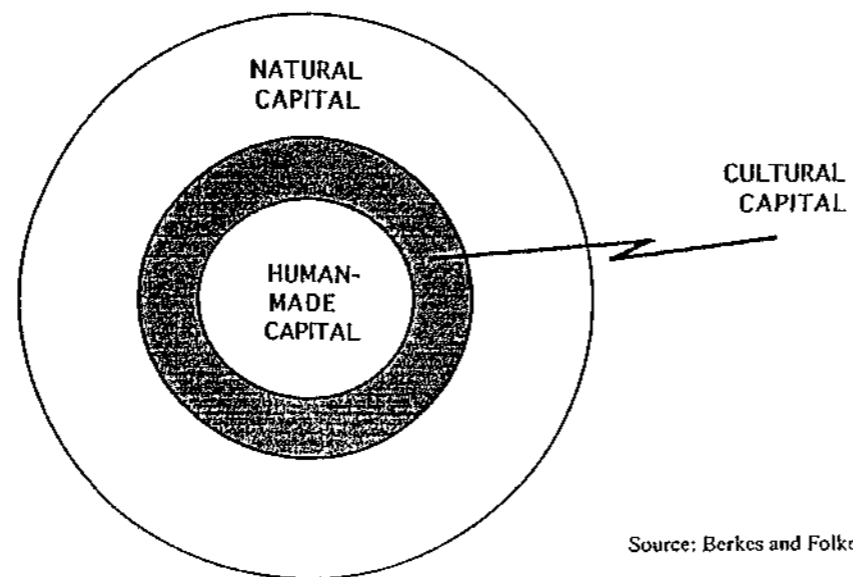 NATURAL
CAPITAL
CULTURAL
CAPITAL
HUMAN-
MADE
CAPITAL
Source: Berkes and